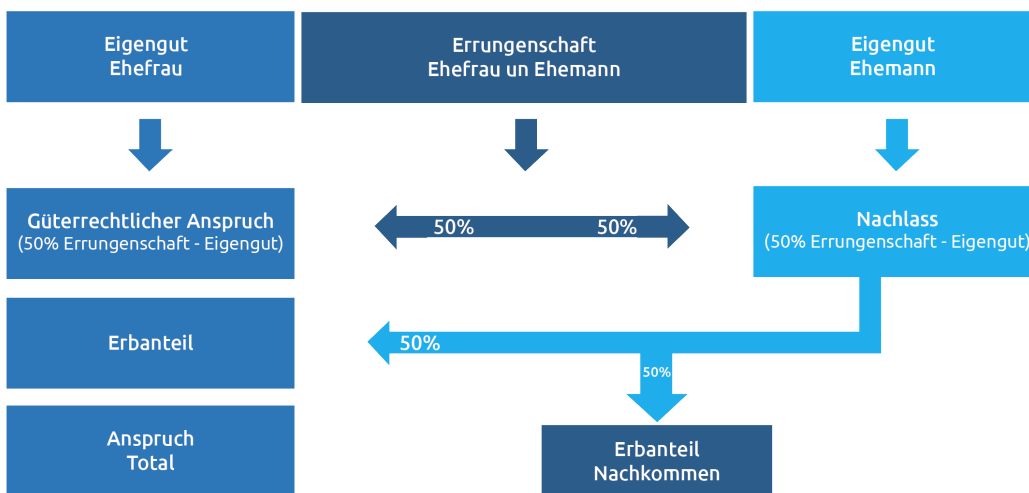 Eigengut
Ehefrau
Errungenschaft
Ehefrau un Ehemann
Eigengut
Ehemann
Güterrechtlicher Anspruch
(50% Errungenschaft - Eigengut)
50%
50%
Nachlass
(50% Errungenschaft - Eigengut)
Erbanteil
50%
50%
Anspruch
Total
Erbanteil
Nachkommen